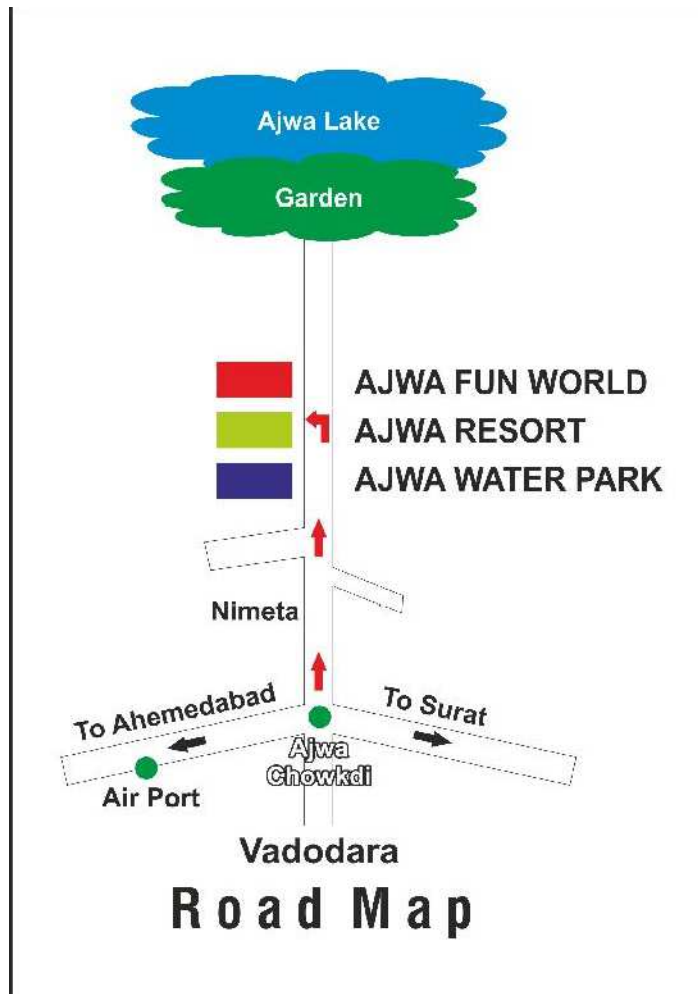 Ajwa Lake
Garden
AJWA FUN WORLD
AJWA RESORT
AJWA WATER PARK
Nimeta
To Ahemedabad
To Surat
Ajwa
Chowkdi
Air Port
Vadodara
Road Map